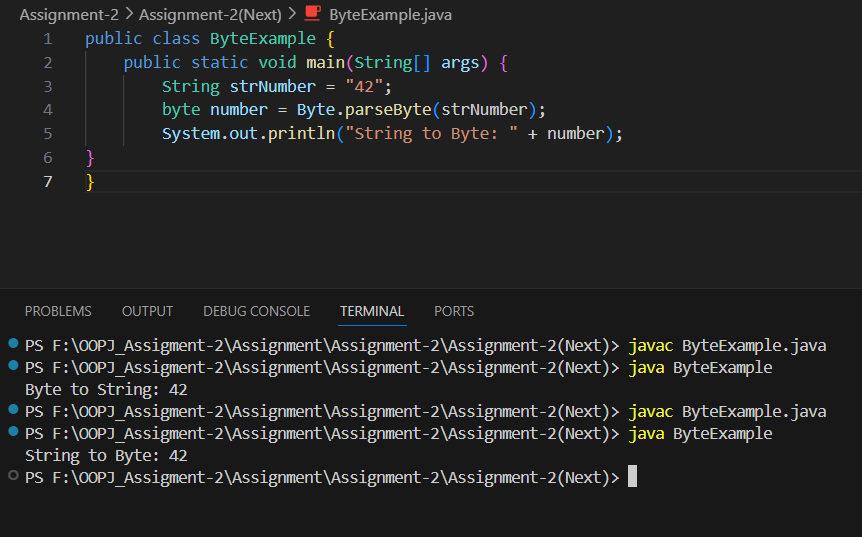 Assignment-2 > Assignment-2(Next) > ByteExample.java
1 public class ByteExample {
2 public static void main(String[] args) {
3 String strNumber = "42";
4 byte number = Byte.parseByte(strNumber);
5 System.out.println("String to Byte: " + number);
6 }
7 }
PROBLEMS OUTPUT DEBUG CONSOLE TERMINAL PORTS
PS F:\OOPJ_Assigment-2\Assignment\Assignment-2\Assignment-2(Next)> javac ByteExample.java
PS F:\OOPJ_Assigment-2\Assignment\Assignment-2\Assignment-2(Next)> java ByteExample
Byte to String: 42
PS F:\OOPJ_Assigment-2\Assignment\Assignment-2\Assignment-2(Next)> javac ByteExample.java
PS F:\OOPJ_Assigment-2\Assignment\Assignment-2\Assignment-2(Next)> java ByteExample
String to Byte: 42
PS F:\OOPJ_Assigment-2\Assignment\Assignment-2\Assignment-2(Next)>